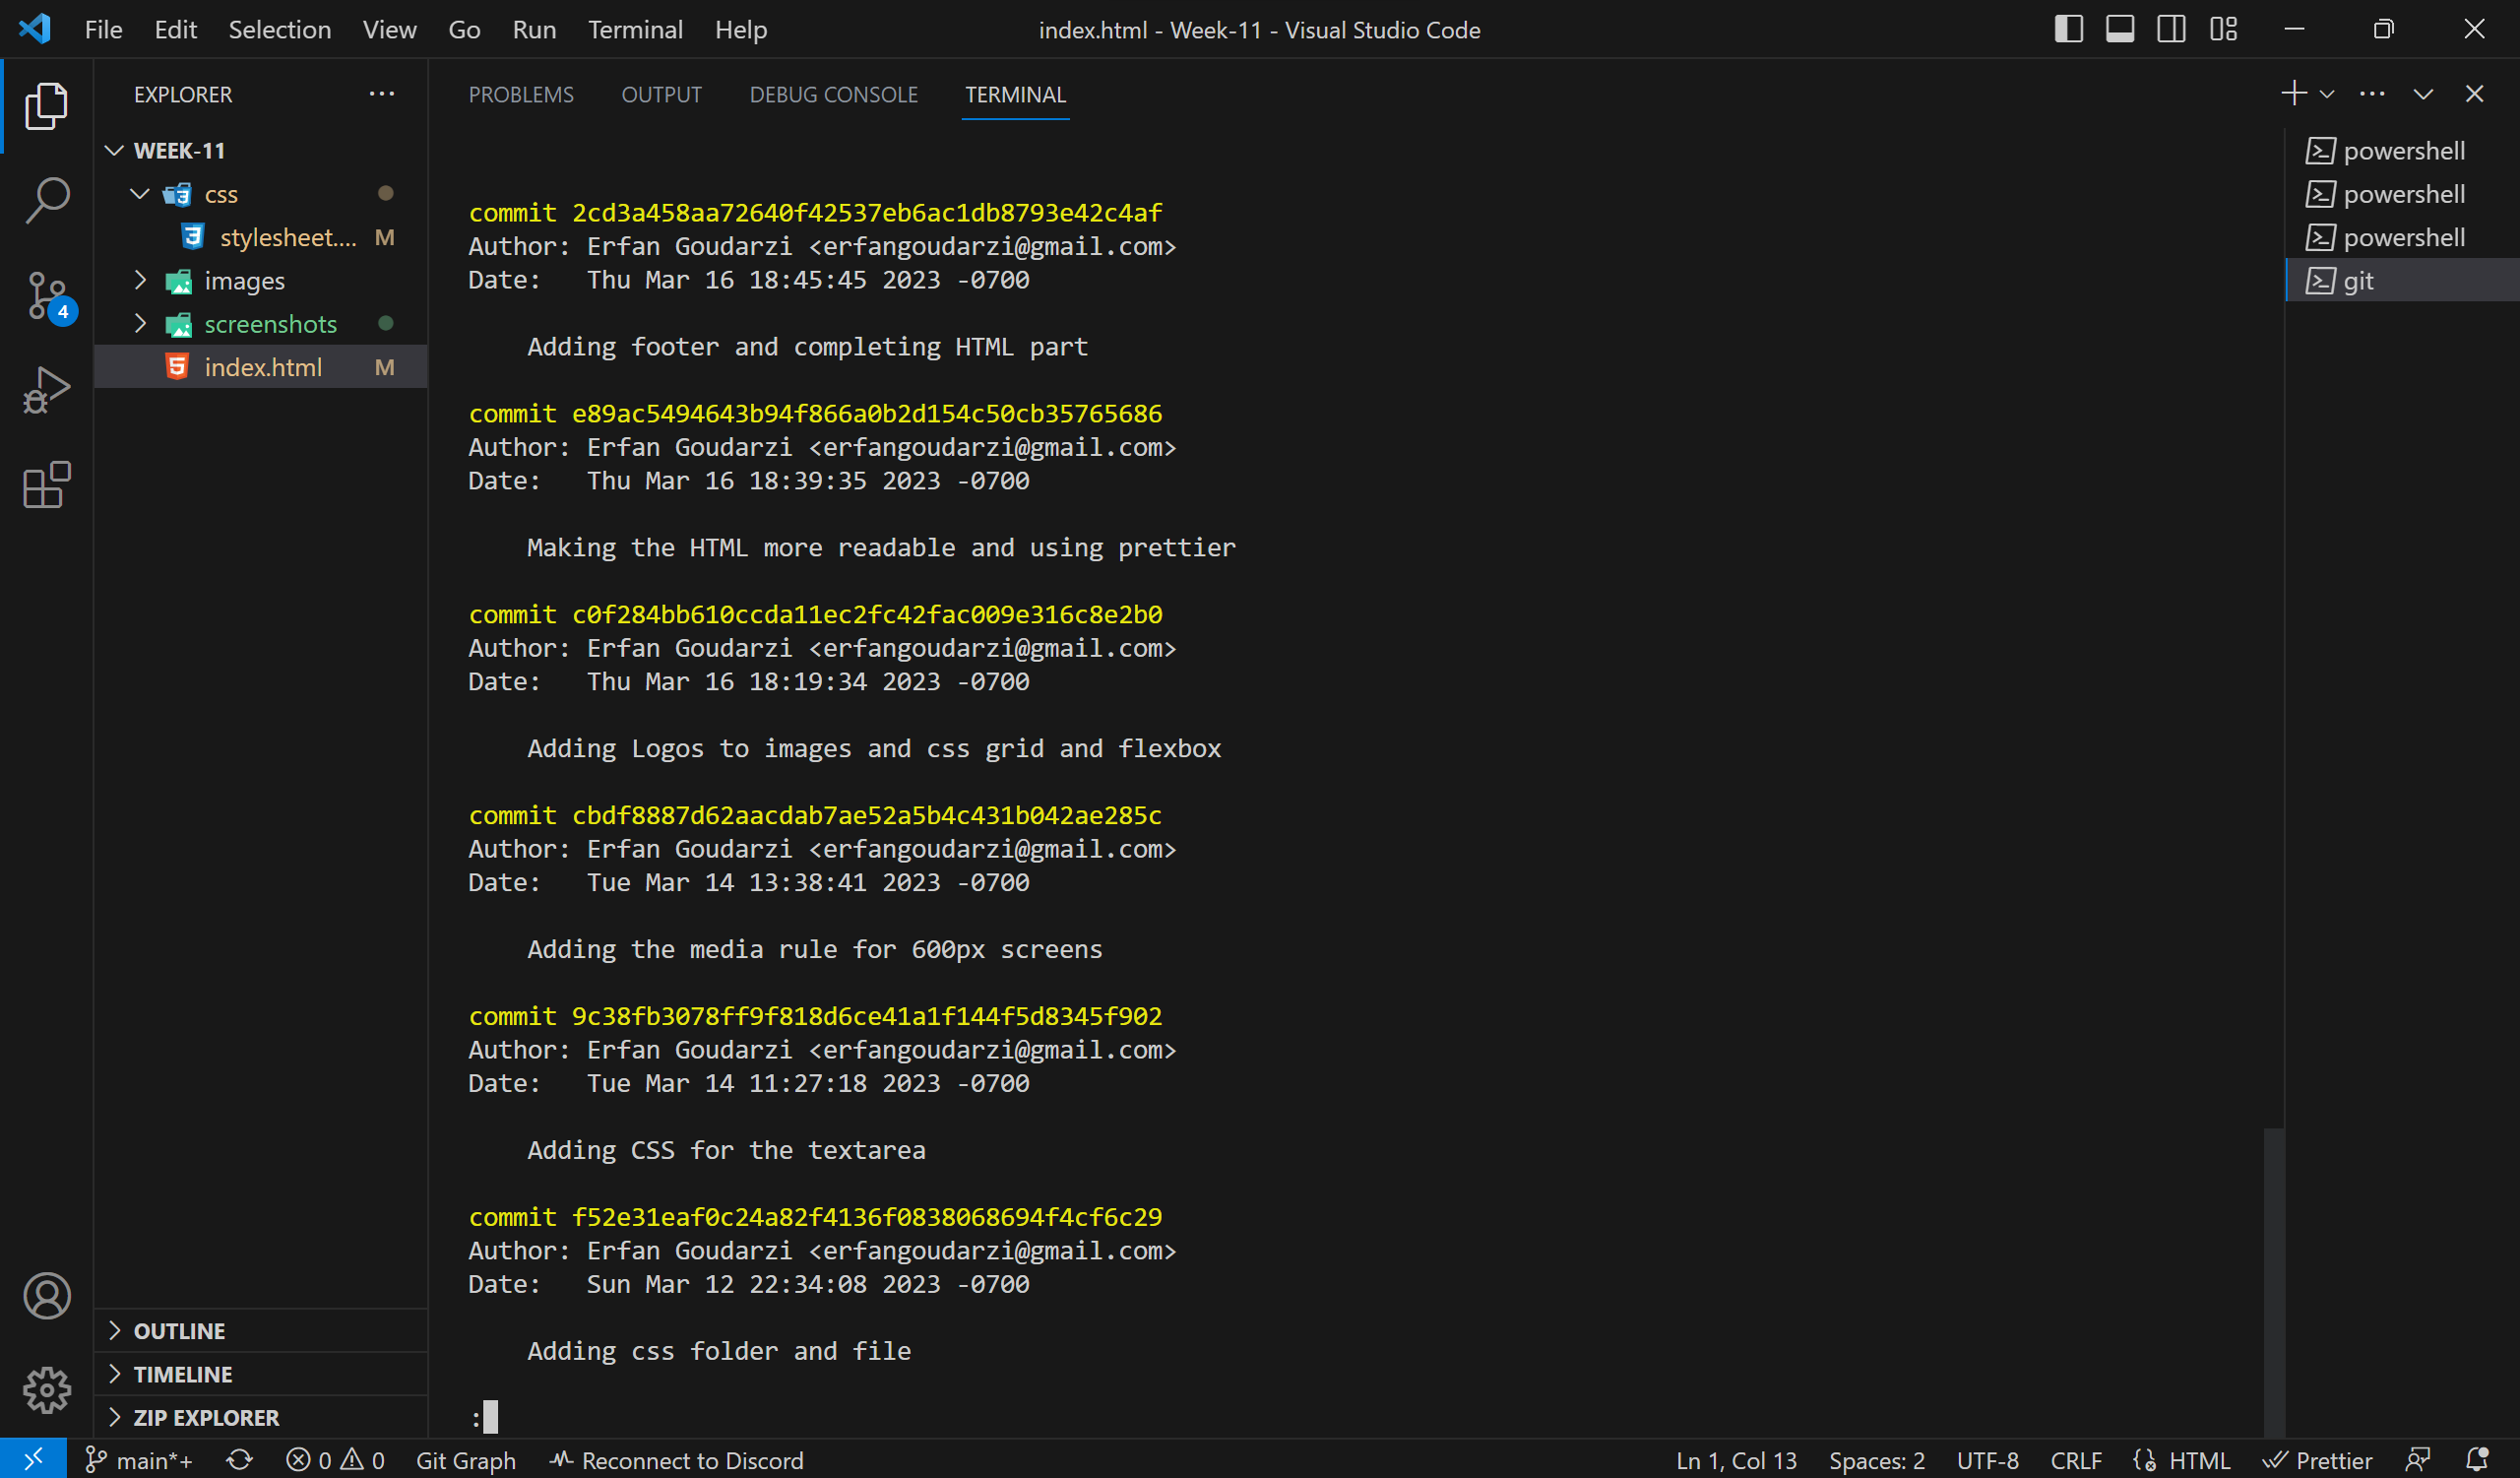 File Edit Selection View Go Run Terminal Help
index.html - Week-11 - Visual Studio Code
EXPLORER
WEEK-11
css
stylesheet.... M
images
screenshots
index.html M
4
OUTLINE
TIMELINE
ZIP EXPLORER
PROBLEMS OUTPUT DEBUG CONSOLE TERMINAL
commit 2cd3a458aa72640f42537eb6ac1db8793e42c4af
Author: Erfan Goudarzi <erfangoudarzi@gmail.com>
Date:   Thu Mar 16 18:45:45 2023 -0700
Adding footer and completing HTML part
commit e89ac5494643b94f866a0b2d154c50cb35765686
Author: Erfan Goudarzi <erfangoudarzi@gmail.com>
Date:   Thu Mar 16 18:39:35 2023 -0700
Making the HTML more readable and using prettier
commit c0f284bb610ccda11ec2fc42fac009e316c8e2b0
Author: Erfan Goudarzi <erfangoudarzi@gmail.com>
Date:   Thu Mar 16 18:19:34 2023 -0700
Adding Logos to images and css grid and flexbox
commit cbdf8887d62aacdab7ae52a5b4c431b042ae285c
Author: Erfan Goudarzi <erfangoudarzi@gmail.com>
Date:   Tue Mar 14 13:38:41 2023 -0700
Adding the media rule for 600px screens
commit 9c38fb3078ff9f818d6ce41a1f144f5d8345f902
Author: Erfan Goudarzi <erfangoudarzi@gmail.com>
Date:   Tue Mar 14 11:27:18 2023 -0700
Adding CSS for the textarea
commit f52e31eaf0c24a82f4136f0838068694f4cf6c29
Author: Erfan Goudarzi <erfangoudarzi@gmail.com>
Date:   Sun Mar 12 22:34:08 2023 -0700
Adding css folder and file
:
powershell
powershell
powershell
git
main*+ 0 0 Git Graph Reconnect to Discord
Ln 1, Col 13 Spaces: 2 UTF-8 CRLF HTML Prettier